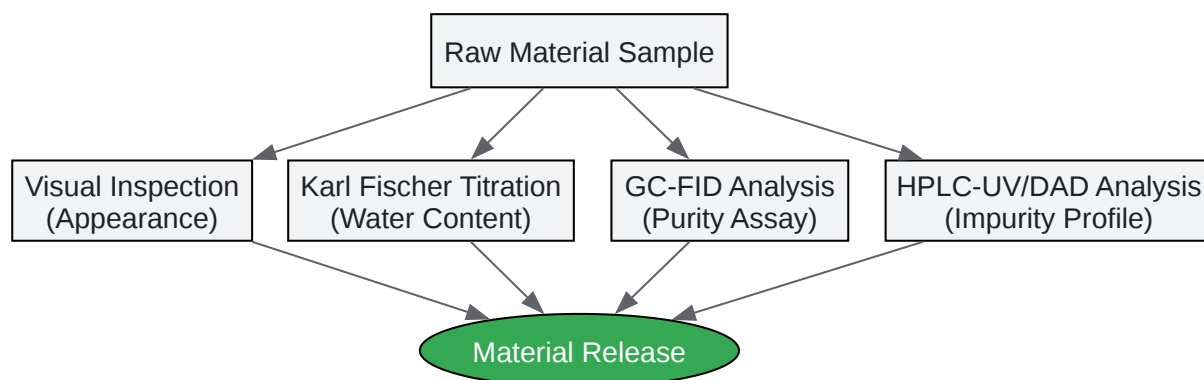 Raw Material Sample
Visual Inspection
(Appearance)
Karl Fischer Titration
(Water Content)
GC-FID Analysis
(Purity Assay)
HPLC-UV/DAD Analysis
(Impurity Profile)
Material Release